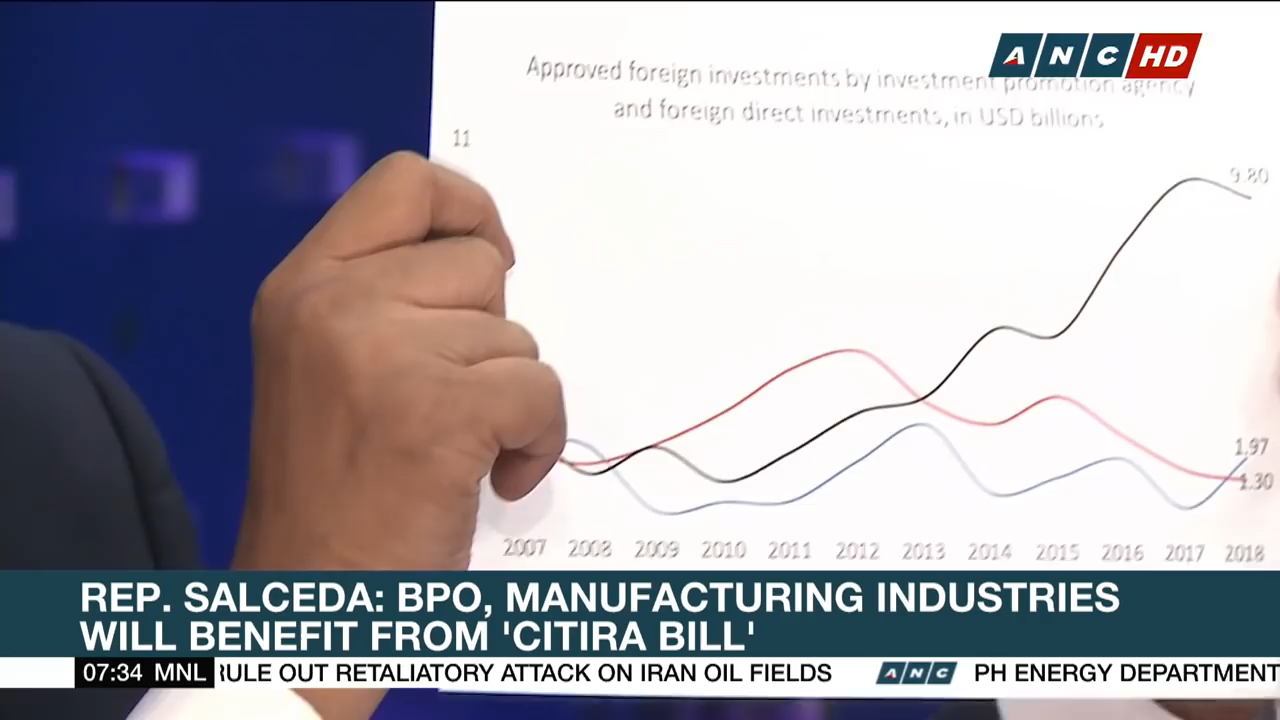 ANC HD
Approved foreign investments by investment promotion agency
and foreign direct investments, in USD billions
11
9.80
1.97
1.30
2007 2008 2009 2010 2011 2012 2013 2014 2015 2016 2017 2018
REP. SALCEDA: BPO, MANUFACTURING INDUSTRIES
WILL BENEFIT FROM 'CITIRA BILL'
07:34 MNL RULE OUT RETALIATORY ATTACK ON IRAN OIL FIELDS ANC PH ENERGY DEPARTMENT